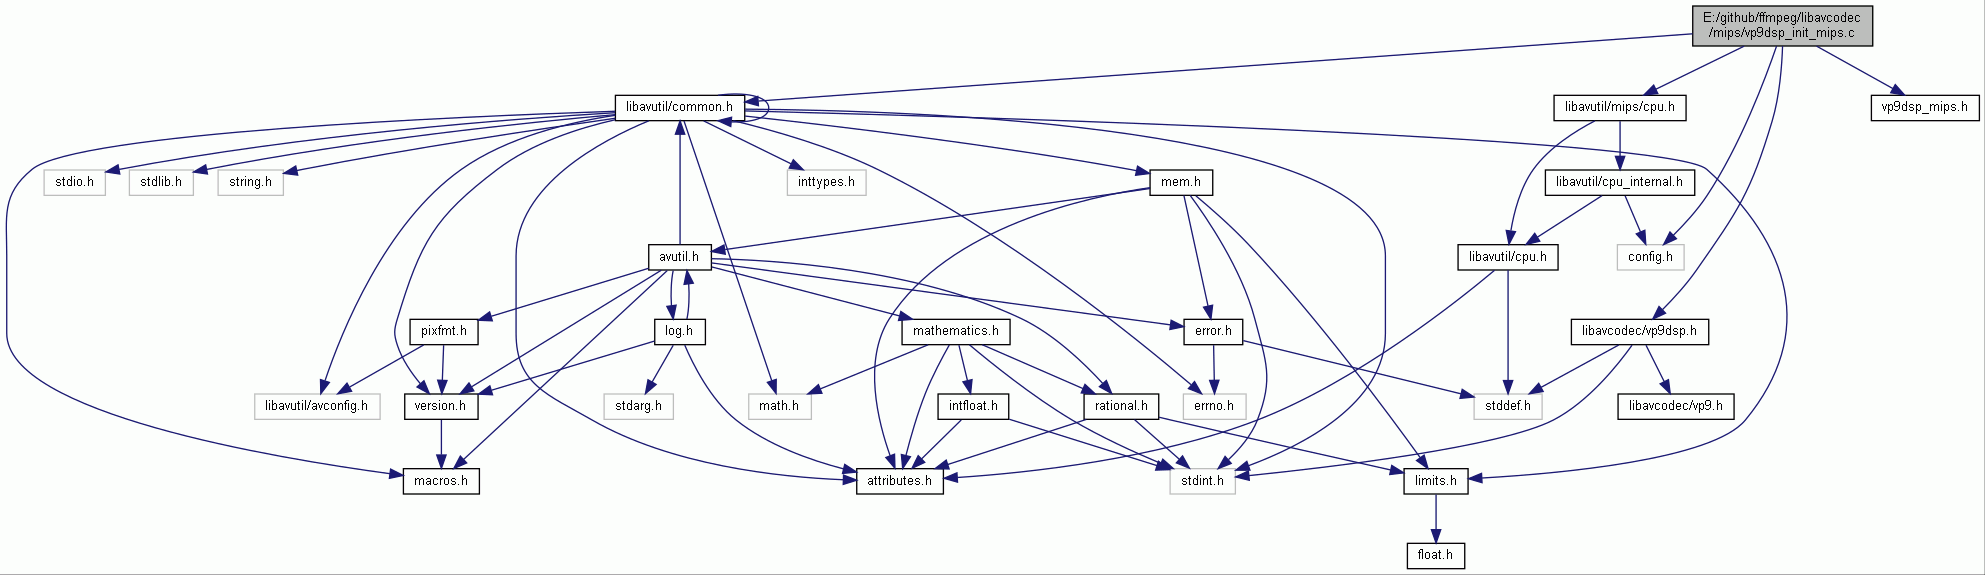 E:/github/ffmpeg/libavcodec
/mips/vp9dsp_init_mips.c
libavutil/common.h
libavutil/mips/cpu.h
vp9dsp_mips.h
stdio.h
stdlib.h
string.h
inttypes.h
mem.h
libavutil/cpu_internal.h
avutil.h
libavutil/cpu.h
config.h
pixfmt.h
log.h
mathematics.h
error.h
libavcodec/vp9dsp.h
libavutil/avconfig.h
version.h
stdarg.h
math.h
intfloat.h
rational.h
errno.h
stddef.h
libavcodec/vp9.h
macros.h
attributes.h
stdint.h
limits.h
float.h